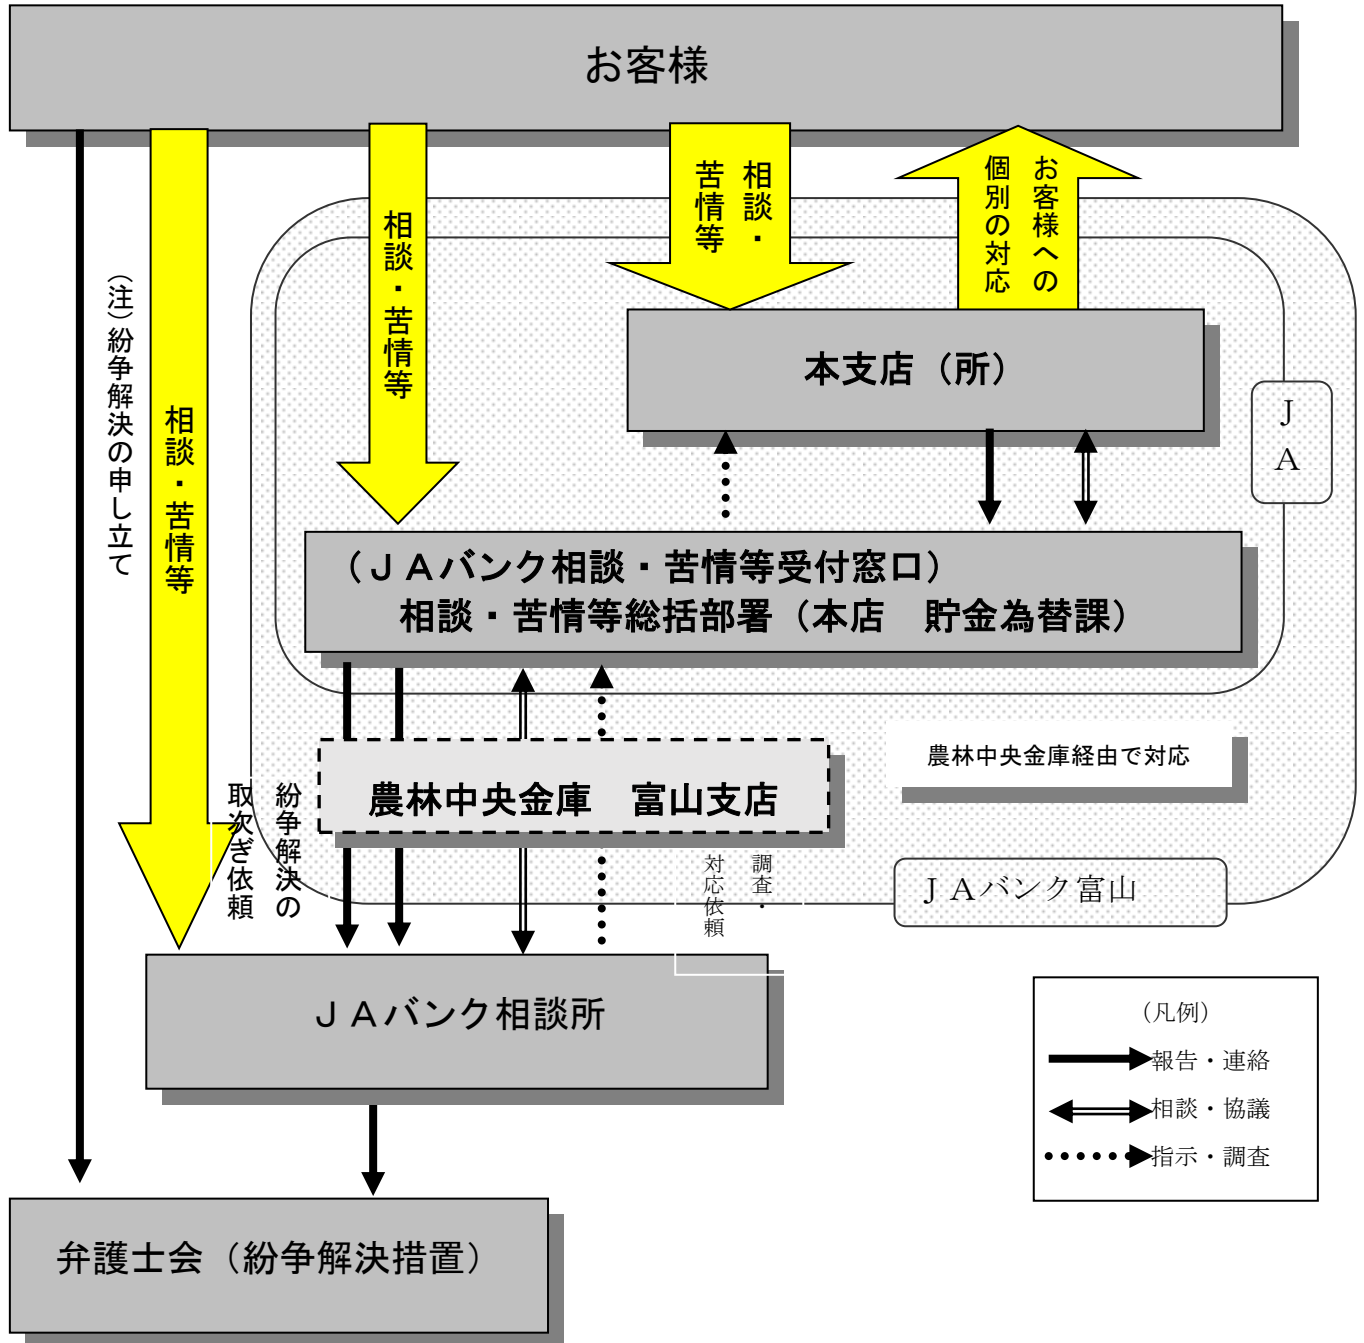 お客様
(注)紛争解決の申し立て
相談・苦情等
相談・苦情等
相談・
苦情等
お客様への
個別の対応
本支店（所）
ＪＡ
（ＪＡバンク相談・苦情等受付窓口）
相談・苦情等総括部署（本店　貯金為替課）
農林中央金庫　富山支店
農林中央金庫経由で対応
紛争解決の
取次ぎ依頼
調査・
対応依頼
ＪＡバンク富山
ＪＡバンク相談所
（凡例）
報告・連絡
相談・協議
指示・調査
弁護士会（紛争解決措置）